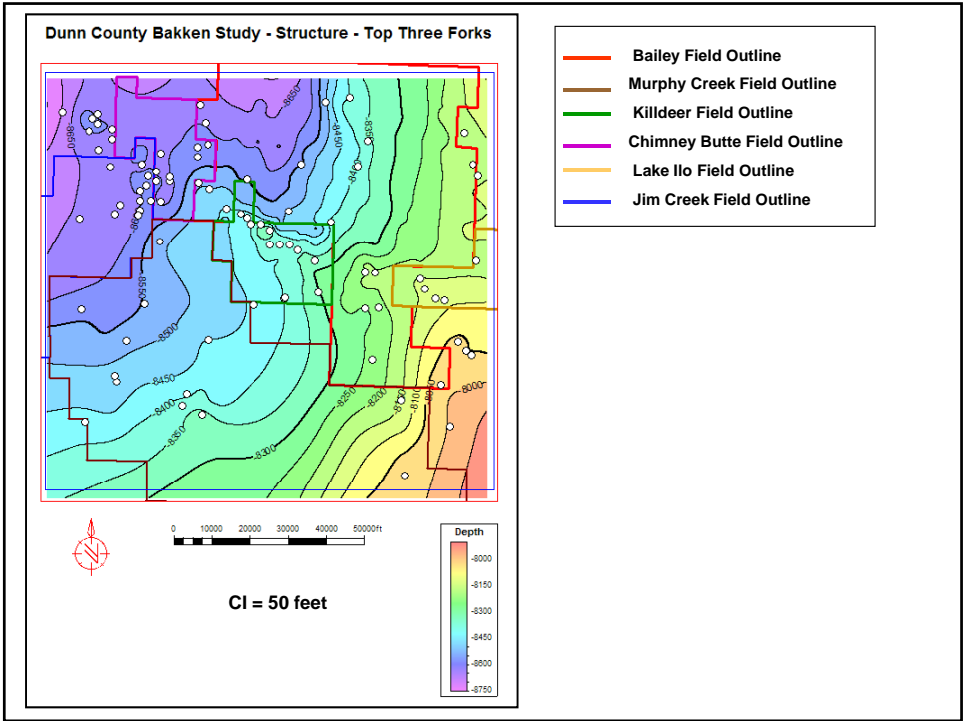 Dunn County Bakken Study - Structure - Top Three Forks
Bailey Field Outline
Murphy Creek Field Outline
Killdeer Field Outline
Chimney Butte Field Outline
Lake Ilo Field Outline
Jim Creek Field Outline
-8650
-8650
-8450
-8350
-8400
-8550
-8500
-8450
-8400
-8350
-8300
-8250
-8200
-8100
-8050
-8000
N
0 10000 20000 30000 40000 50000ft
CI = 50 feet
Depth
-8000
-8150
-8300
-8450
-8600
-8750